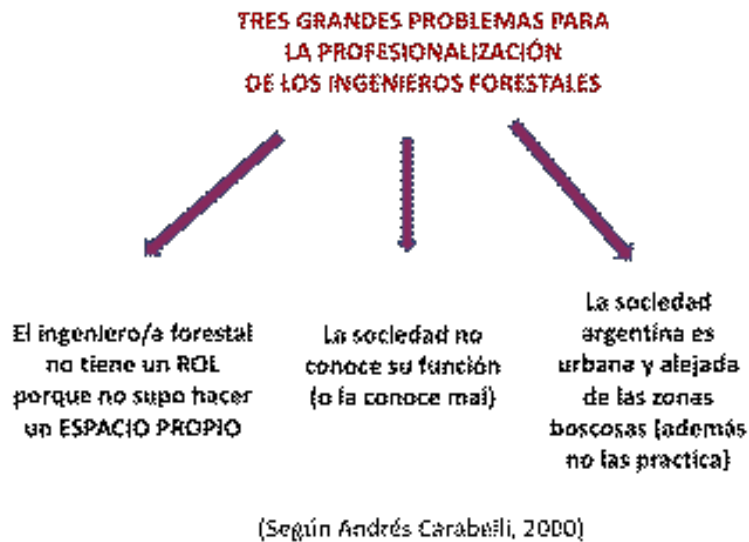 TRES GRANDES PROBLEMAS PARA
LA PROFESIONALIZACIÓN
DE LOS INGENIEROS FORESTALES
El ingeniero/a forestal
no tiene un ROL
porque no supo hacer
un ESPACIO PROPIO
La sociedad no
conoce su función
(o la conoce mal)
La sociedad
argentina es
urbana y alejada
de las zonas
boscosas (además
no las practica)
(Según Andrés Carabelli, 2000)